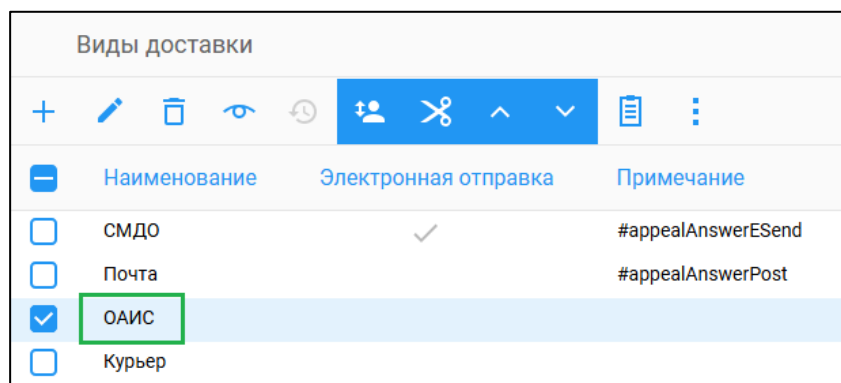 Виды доставки
Наименование Электронная отправка Примечание
СМДО #appealAnswerESend
Почта #appealAnswerPost
ОАИС
Курьер